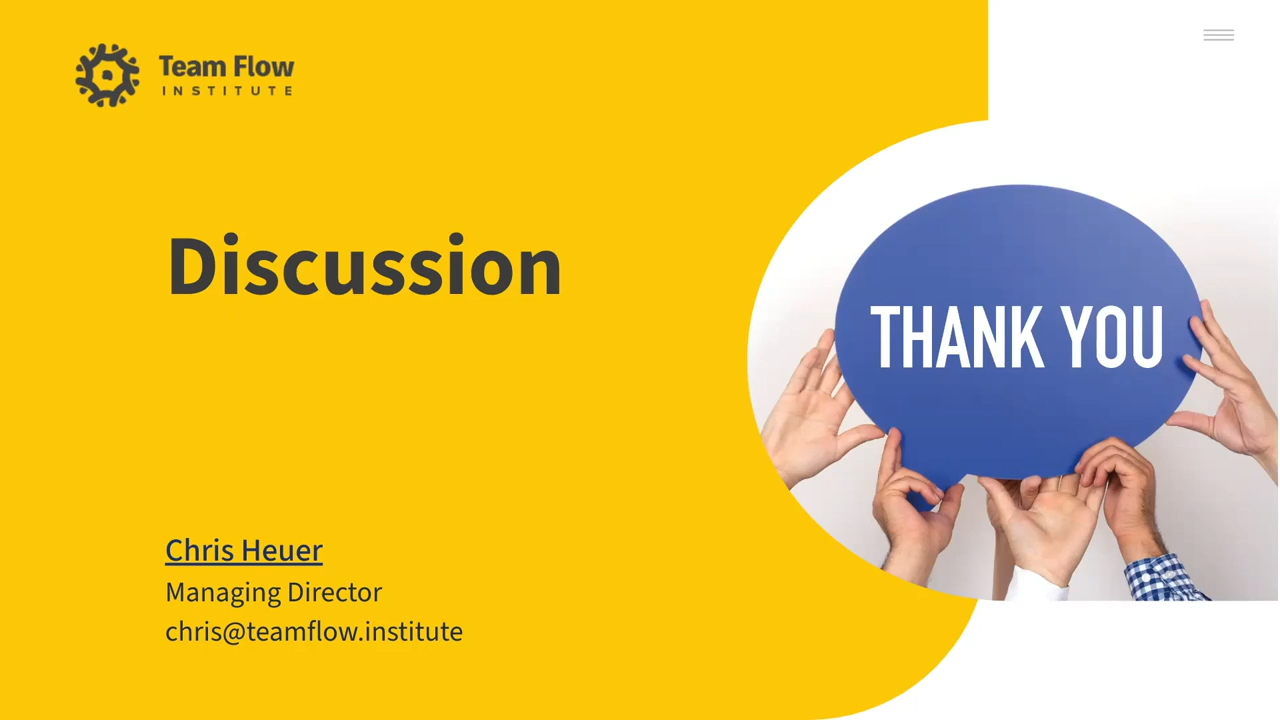 Team Flow
INSTITUTE
Discussion
THANK YOU
Chris Heuer
Managing Director
chris@teamflow.institute